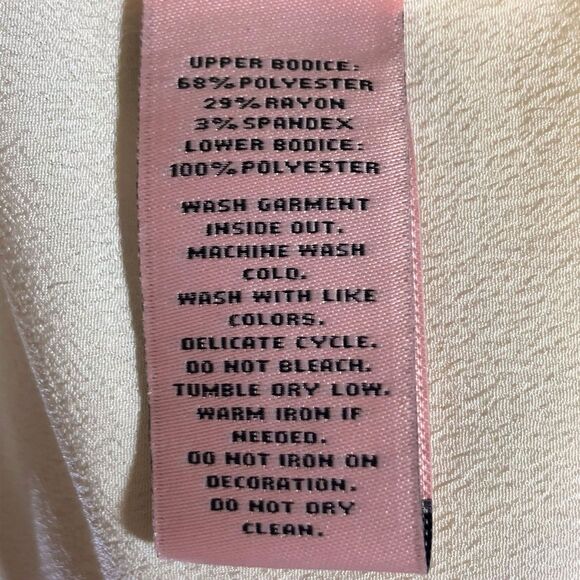 UPPER BODICE:
68% POLYESTER
29% RAYON
3% SPANDEX
LOWER BODICE:
100% POLYESTER
WASH GARMENT
INSIDE OUT.
MACHINE WASH
COLD.
WASH WITH LIKE
COLORS.
DELICATE CYCLE.
DO NOT BLEACH.
TUMBLE DRY LOW.
WARM IRON IF
NEEDED.
DO NOT IRON ON
DECORATION.
DO NOT DRY
CLEAN.